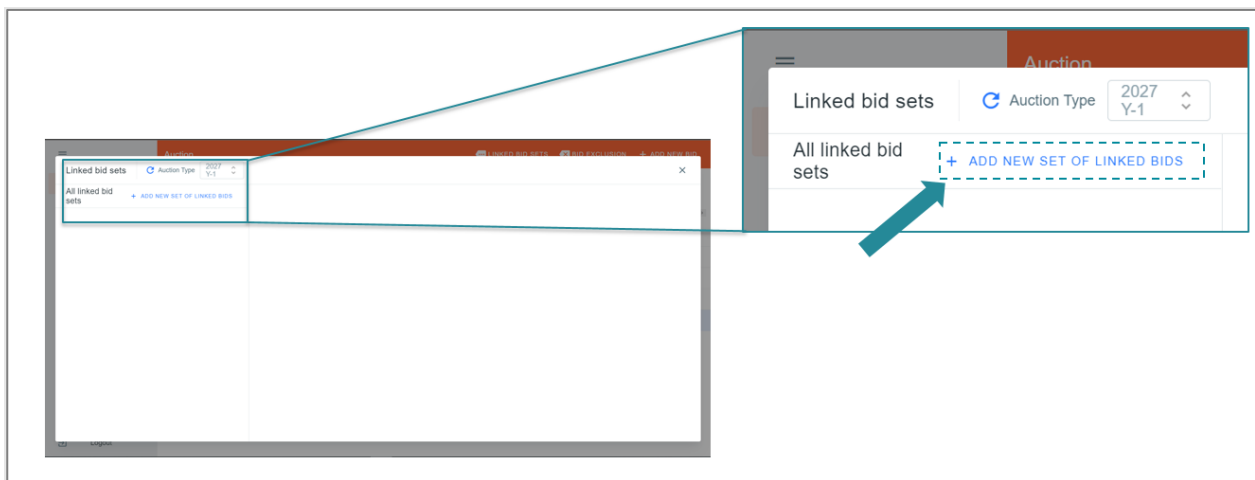 Auction
LINKED BID SETS BID EXCLUSION + ADD NEW BID
Linked bid sets Auction Type 2027 Y-1
All linked bid sets + ADD NEW SET OF LINKED BIDS
Logout
Auction
Linked bid sets Auction Type 2027
Y-1
All linked bid
sets
+ ADD NEW SET OF LINKED BIDS